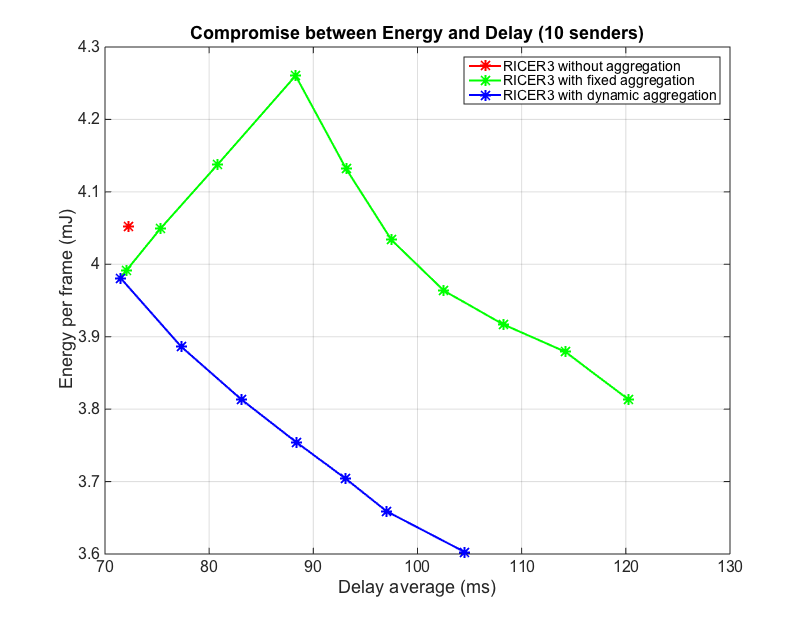 Compromise between Energy and Delay (10 senders)
RICER3 without aggregation
RICER3 with fixed aggregation
RICER3 with dynamic aggregation
Energy per frame (mJ)
4.3
4.2
4.1
4
3.9
3.8
3.7
3.6
70 80 90 100 110 120 130
Delay average (ms)